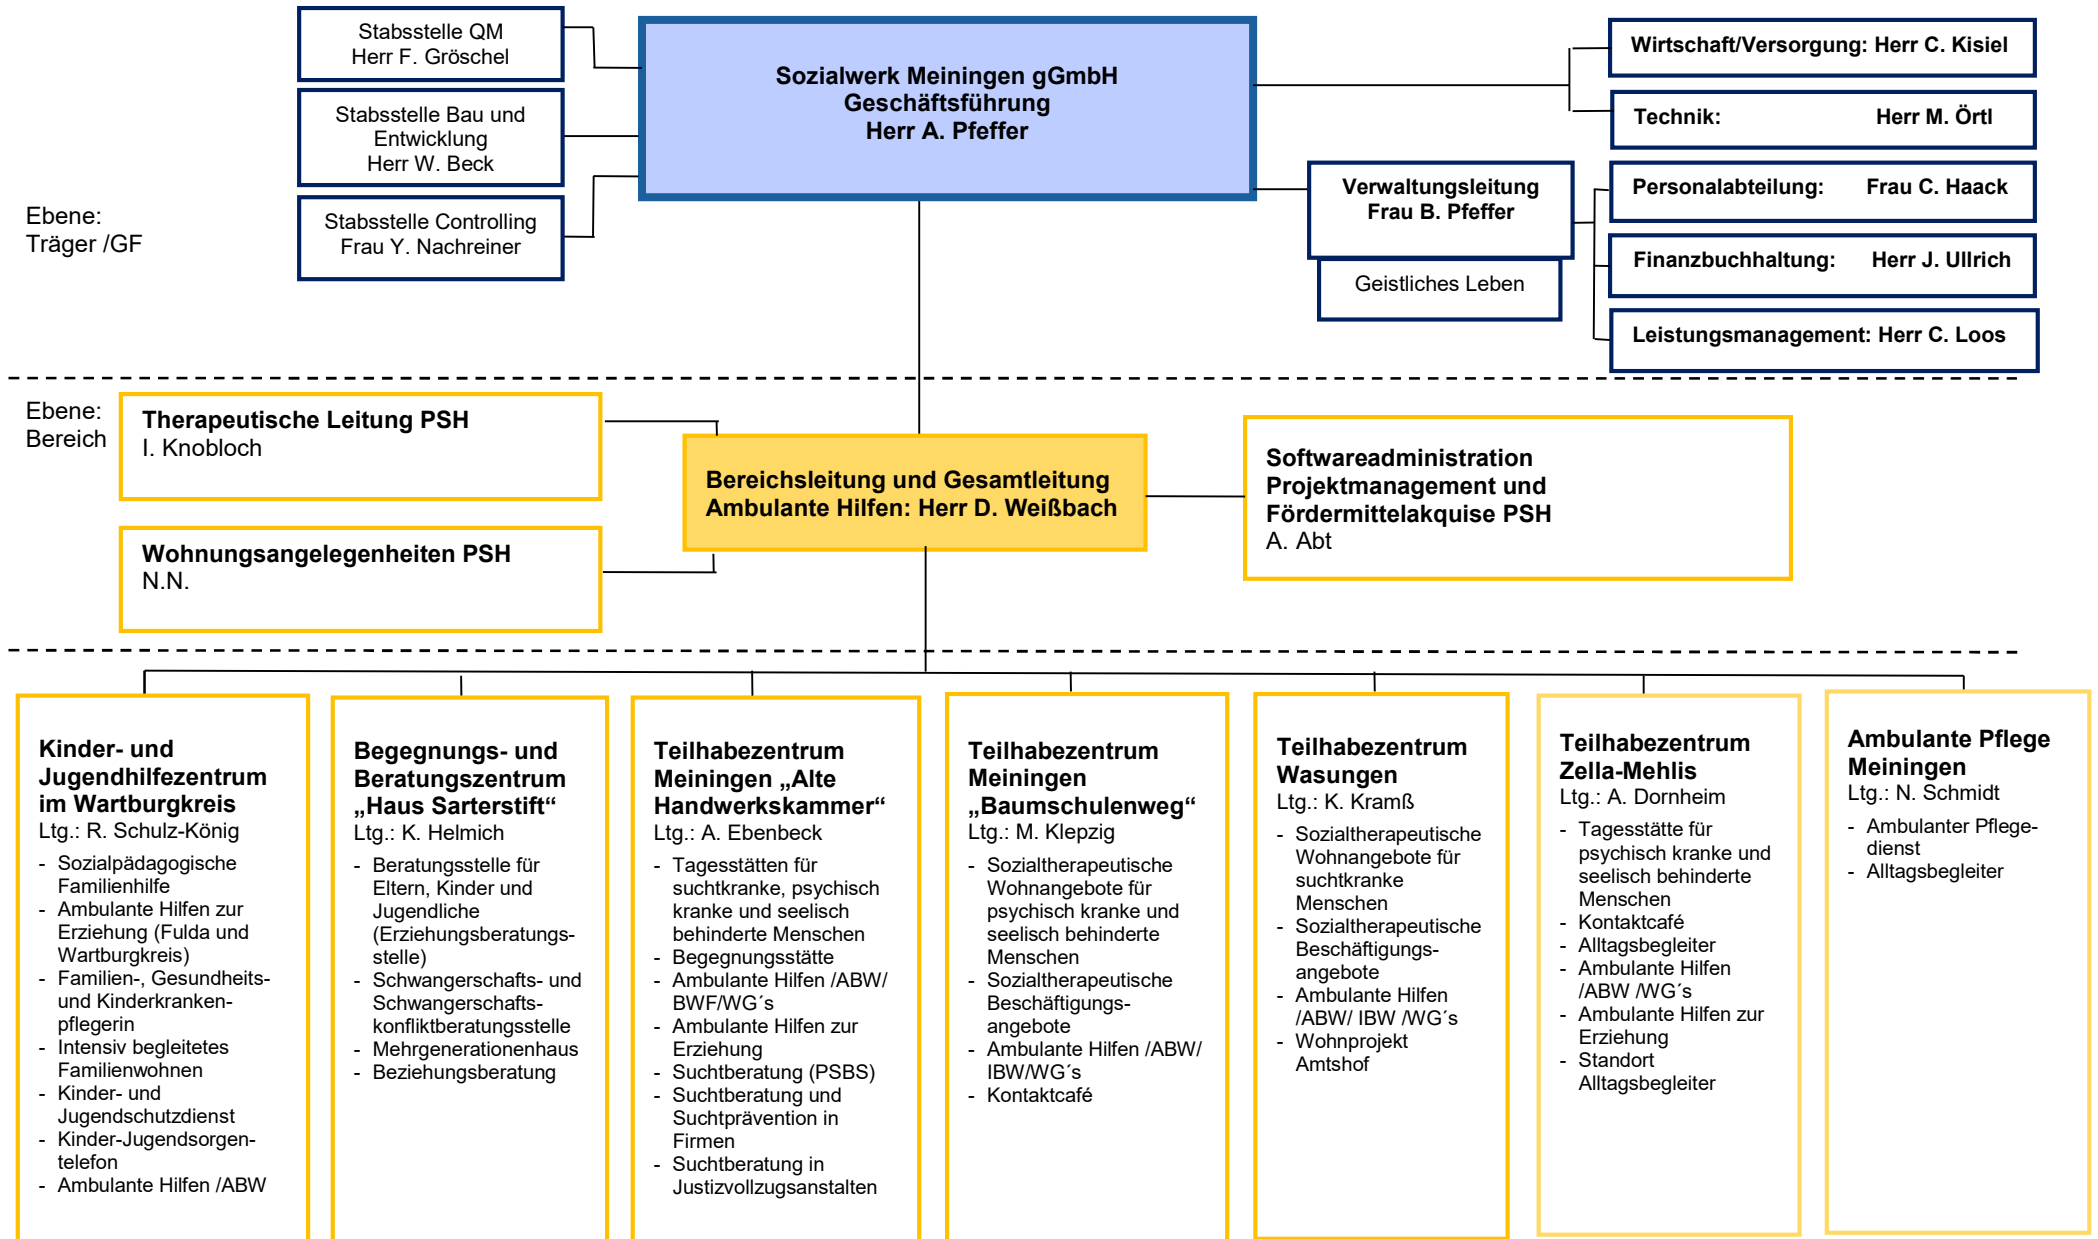 Stabsstelle QM
Herr F. Gröschel
Stabsstelle Bau und
Entwicklung
Herr W. Beck
Stabsstelle Controlling
Frau Y. Nachreiner
Sozialwerk Meiningen gGmbH
Geschäftsführung
Herr A. Pfeffer
Wirtschaft/Versorgung: Herr C. Kisiel
Technik: Herr M. Örtl
Verwaltungsleitung
Frau B. Pfeffer
Geistliches Leben
Personalabteilung: Frau C. Haack
Finanzbuchhaltung: Herr J. Ullrich
Leistungsmanagement: Herr C. Loos
Ebene:
Träger /GF
Ebene:
Bereich
Therapeutische Leitung PSH
I. Knobloch
Wohnungsangelegenheiten PSH
N.N.
Bereichsleitung und Gesamtleitung
Ambulante Hilfen: Herr D. Weißbach
Softwareadministration
Projektmanagement und
Fördermittelakquise PSH
A. Abt
Kinder- und
Jugendhilfezentrum
im Wartburgkreis
Ltg.: R. Schulz-König
- Sozialpädagogische
Familienhilfe
- Ambulante Hilfen zur
Erziehung (Fulda und
Wartburgkreis)
- Familien-, Gesundheits-
und Kinderkranken-
pflegerin
- Intensiv begleitetes
Familienwohnen
- Kinder- und
Jugendschutzdienst
- Kinder-Jugendsorgen-
telefon
- Ambulante Hilfen /ABW
Begegnungs- und
Beratungszentrum
„Haus Sarterstift“
Ltg.: K. Helmich
- Beratungsstelle für
Eltern, Kinder und
Jugendliche
(Erziehungsberatungs-
stelle)
- Schwangerschafts- und
Schwangerschafts-
konfliktberatungsstelle
- Mehrgenerationenhaus
- Beziehungsberatung
Teilhabezentrum
Meiningen „Alte
Handwerkskammer“
Ltg.: A. Ebenbeck
- Tagesstätten für
suchtkranke, psychisch
kranke und seelisch
behinderte Menschen
- Begegnungsstätte
- Ambulante Hilfen /ABW/
BWF/WG´s
- Ambulante Hilfen zur
Erziehung
- Suchtberatung (PSBS)
- Suchtberatung und
Suchtprävention in
Firmen
- Suchtberatung in
Justizvollzugsanstalten
Teilhabezentrum
Meiningen
„Baumschulenweg“
Ltg.: M. Klepzig
- Sozialtherapeutische
Wohnangebote für
psychisch kranke und
seelisch behinderte
Menschen
- Sozialtherapeutische
Beschäftigungs-
angebote
- Ambulante Hilfen /ABW/
IBW/WG´s
- Kontaktcafé
Teilhabezentrum
Wasungen
Ltg.: K. Kramß
- Sozialtherapeutische
Wohnangebote für
suchtkranke
Menschen
- Sozialtherapeutische
Beschäftigungs-
angebote
- Ambulante Hilfen
/ABW/ IBW /WG´s
- Wohnprojekt
Amtshof
Teilhabezentrum
Zella-Mehlis
Ltg.: A. Dornheim
- Tagesstätte für
psychisch kranke und
seelisch behinderte
Menschen
- Kontaktcafé
- Alltagsbegleiter
- Ambulante Hilfen
/ABW /WG´s
- Ambulante Hilfen zur
Erziehung
- Standort
Alltagsbegleiter
Ambulante Pflege
Meiningen
Ltg.: N. Schmidt
- Ambulanter Pflege-
dienst
- Alltagsbegleiter